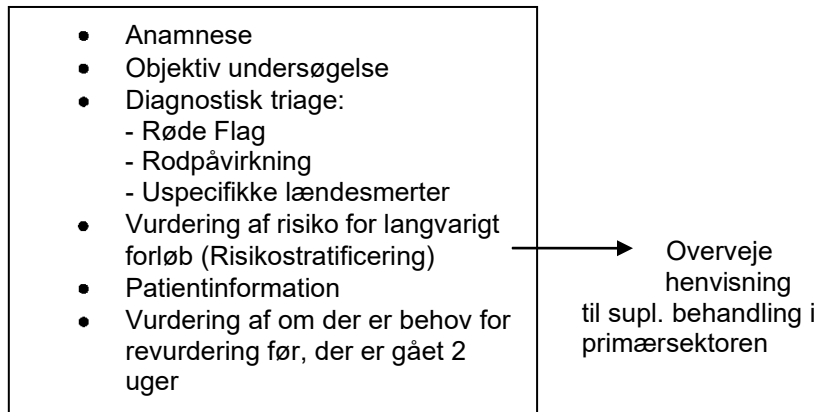 • Anamnese
• Objektiv undersøgelse
• Diagnostisk triage:
- Røde Flag
- Rodpåvirkning
- Uspecifikke lændesmerter
• Vurdering af risiko for langvarigt
forløb (Risikostratificering)
• Patientinformation
• Vurdering af om der er behov for
revurdering før, der er gået 2
uger
Overveje
henvisning
til supl. behandling i
primærsektoren